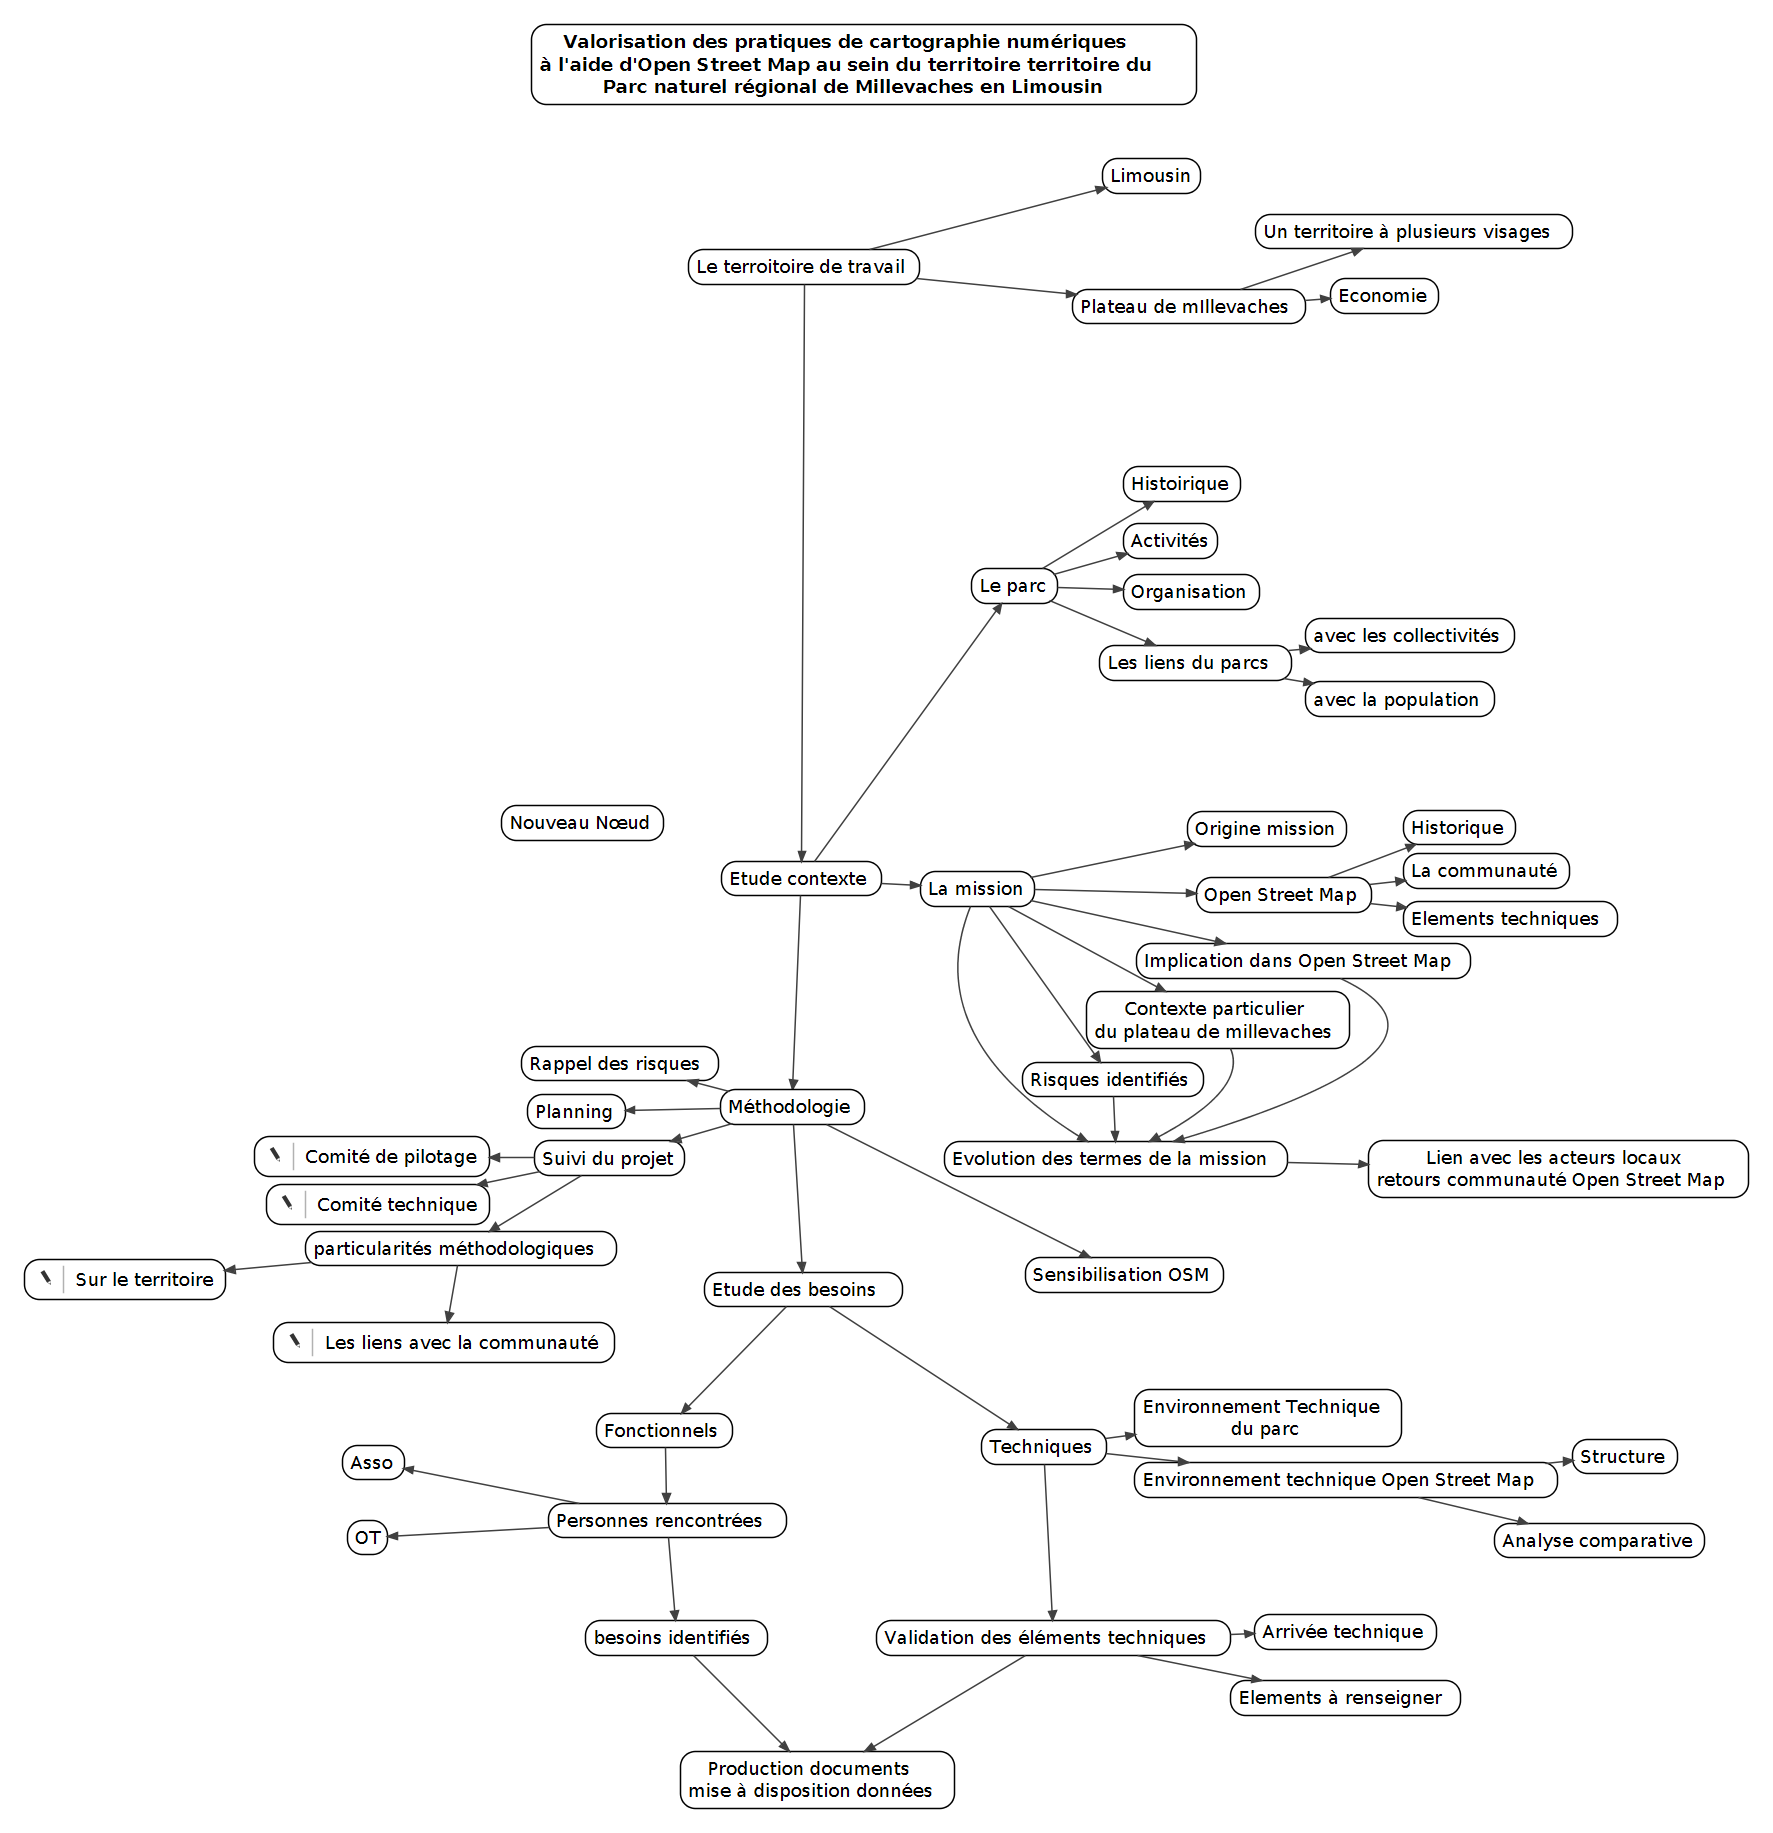 Valorisation des pratiques de cartographie numériques
à l'aide d'Open Street Map au sein du territoire territoire du
Parc naturel régional de Millevaches en Limousin
Limousin
Un territoire à plusieurs visages
Le terroitoire de travail
Economie
Plateau de mIllevaches
Histoirique
Activités
Le parc
Organisation
avec les collectivités
Les liens du parcs
avec la population
Nouveau Nœud
Origine mission
Historique
La communauté
Etude contexte
La mission
Open Street Map
Elements techniques
Implication dans Open Street Map
Contexte particulier
du plateau de millevaches
Rappel des risques
Risques identifiés
Planning
Méthodologie
Comité de pilotage
Suivi du projet
Evolution des termes de la mission
Lien avec les acteurs locaux
retours communauté Open Street Map
Comité technique
particularités méthodologiques
Sur le territoire
Sensibilisation OSM
Etude des besoins
Les liens avec la communauté
Environnement Technique
du parc
Fonctionnels
Techniques
Asso
Structure
Environnement technique Open Street Map
Personnes rencontrées
OT
Analyse comparative
besoins identifiés
Validation des éléments techniques
Arrivée technique
Elements à renseigner
Production documents
mise à disposition données